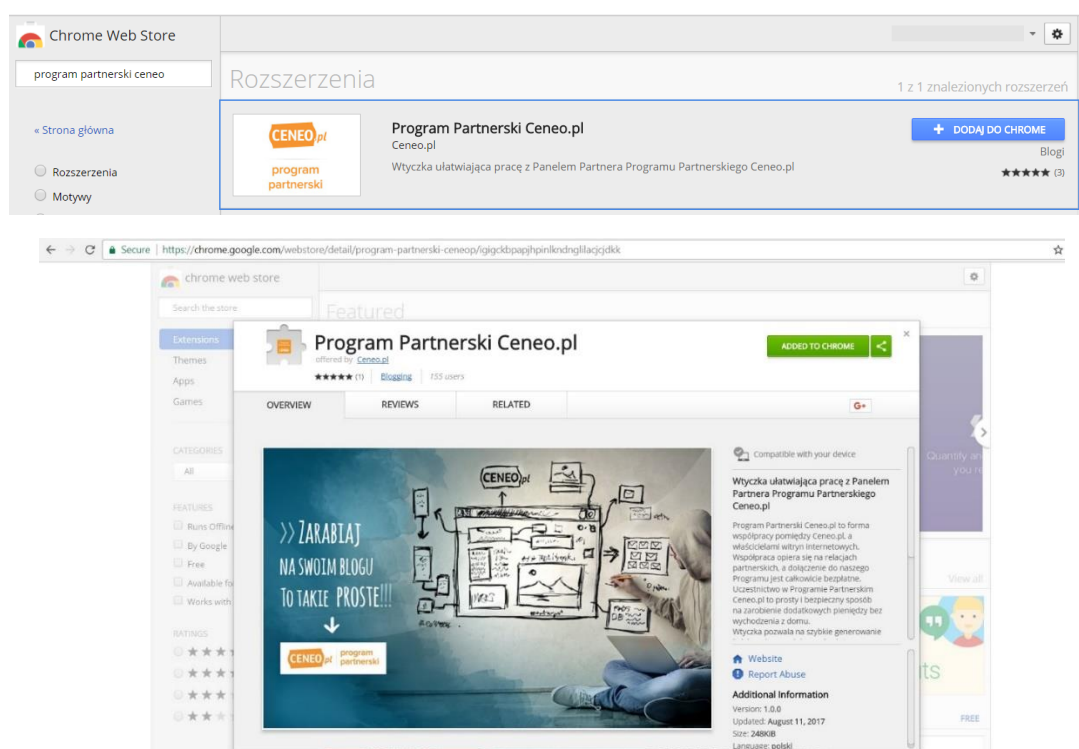 Chrome Web Store
program partnerski ceneo
Rozszerzenia
1 z 1 znalezionych rozszerzeń
« Strona główna
Rozszerzenia
Motywy
CENEO pl
program
partnerski
Program Partnerski Ceneo.pl
Ceneo.pl
Wtyczka ułatwiająca pracę z Panelem Partnera Programu Partnerskiego Ceneo.pl
DODAJ DO CHROME
Blogi
★★★★★ (3)
Secure | https://chrome.google.com/webstore/detail/program-partnerski-ceneop/igigckbpapjhpinlkndnglilacjcjdkk
chrome web store
Search the store
Featured
Extensions
Themes
Apps
Games
CATEGORIES
All
FEATURES
Runs Offline
By Google
Free
Available fo
Works with
RATINGS
Program Partnerski Ceneo.pl
offered by Ceneo.pl
★★★★★ (1) Blogging 155 users
ADDED TO CHROME
OVERVIEW REVIEWS RELATED
G+
CENEO pl
>> ZARABIAJ
NA SWOIM BLOGU
TO TAKIE PROSTE!!!
CENEO pl program
partnerski
Compatible with your device
Wtyczka ułatwiająca pracę z Panelem
Partnera Programu Partnerskiego
Ceneo.pl
Program Partnerski Ceneo.pl to forma
współpracy pomiędzy Ceneo.pl, a
właścicielami witryn internetowych.
Współpraca opiera się na relacjach
partnerskich, a dołączenie do naszego
Programu jest całkowicie bezpłatne.
Uczestnictwo w Programie Partnerskim
Ceneo.pl to prosty i bezpieczny sposób
na zarobienie dodatkowych pieniędzy bez
wychodzenia z domu.
Wtyczka pozwala na szybkie generowanie
Website
Report Abuse
Additional Information
Version: 1.0.0
Updated: August 11, 2017
Size: 248KiB
Language: polski
Quantify an
you re
View all
FREE